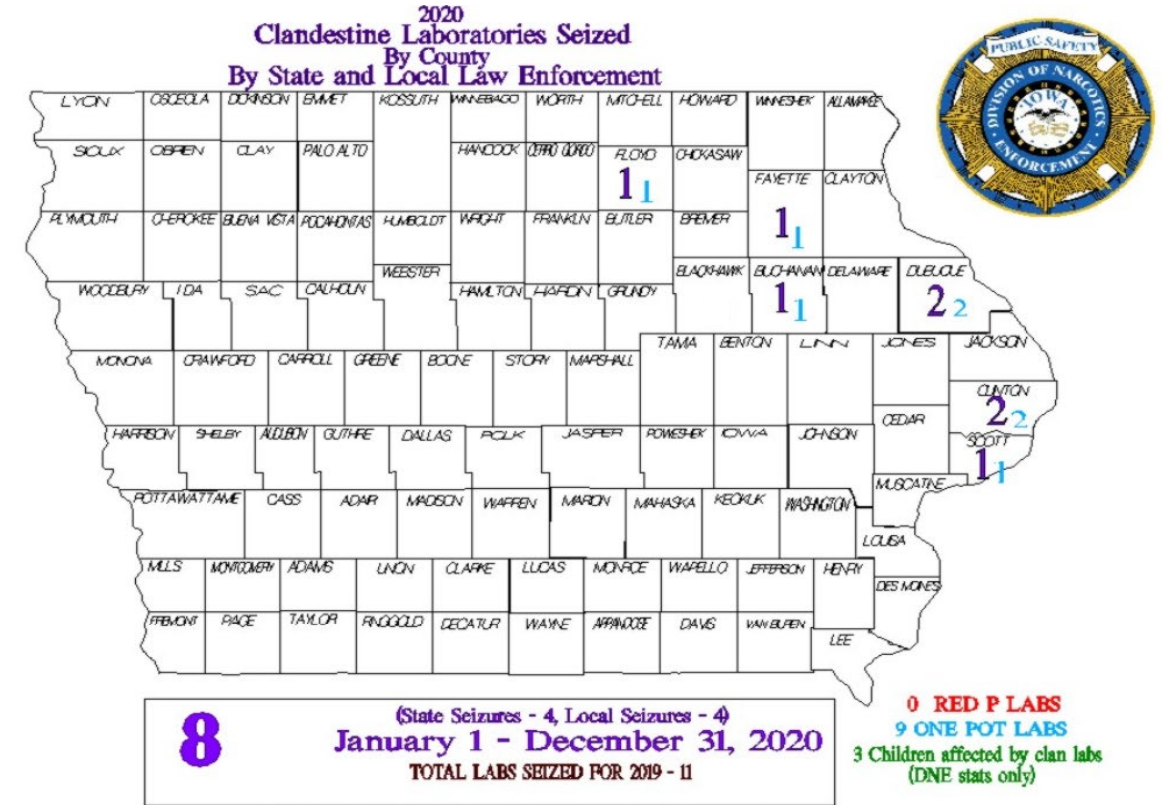 2020
Clandestine Laboratories Seized
By County
By State and Local Law Enforcement
PUBLIC SAFETY
DIVISION OF NARCOTICS
IOWA
ENFORCEMENT
LYON OSCEOLA DICKINSON EMMET KOSSUTH WINNEBAGO WORTH MITCHELL HOWARD WINNESHIEK ALLAMAKEE
SIOUX OBRIEN CLAY PALO ALTO HANCOCK CERRO GORDO FLOYD CHICKASAW
1 1
FAYETTE CLAYTON
1 1
PLYMOUTH CHEROKEE BUENA VISTA POCAHONTAS HUMBOLDT WRIGHT FRANKLIN BUTLER BREMER
WEBSTER BLACKHAWK BUCHANAN DELAWARE DUBUQUE
1 1 2 2
WOODBURY IDA SAC CALHOUN HAMILTON HARDIN GRUNDY
TAMA BENTON LINN JONES JACKSON
MONONA CRAWFORD CARROLL GREENE BOONE STORY MARSHALL
CLINTON
2 2
CEDAR
HARRISON SHELBY AUDUBON GUTHRIE DALLAS POLK JASPER POWESHIEK IOWA JOHNSON
SCOTT
1 1
MUSCATINE
POTTAWATTAMIE CASS ADAIR MADISON WARREN MARION MAHASKA KEOKUK WASHINGTON
LOUISA
MILLS MONTGOMERY ADAMS UNION CLARKE LUCAS MONROE WAPELLO JEFFERSON HENRY
DES MOINES
FREMONT PAGE TAYLOR RINGGOLD DECATUR WAYNE APPANOOSE DAVIS VAN BUREN
LEE
8
(State Seizures - 4, Local Seizures - 4)
January 1 - December 31, 2020
TOTAL LABS SEIZED FOR 2019 - 11
0 RED P LABS
9 ONE POT LABS
3 Children affected by clan labs
(DNE stats only)